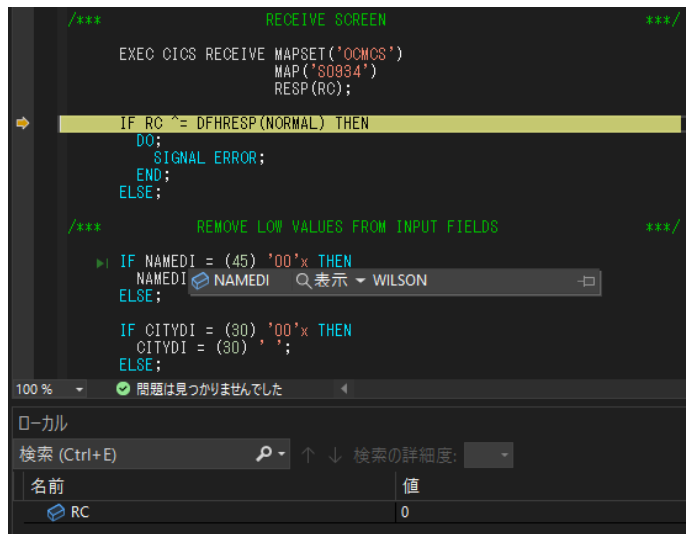 /*** RECEIVE SCREEN ***/
EXEC CICS RECEIVE MAPSET('OCMCS')
MAP('S0934')
RESP(RC);
IF RC ^= DFHRESP(NORMAL) THEN
DO;
SIGNAL ERROR;
END;
ELSE;
/*** REMOVE LOW VALUES FROM INPUT FIELDS ***/
IF NAMEDI = (45) '00'x THEN
NAMEDI NAMEDI 表示 WILSON
ELSE;
IF CITYDI = (30) '00'x THEN
CITYDI = (30) ' ';
ELSE;
100 % 問題は見つかりませんでした
ローカル
検索 (Ctrl+E) 検索の詳細度:
名前 値
RC 0